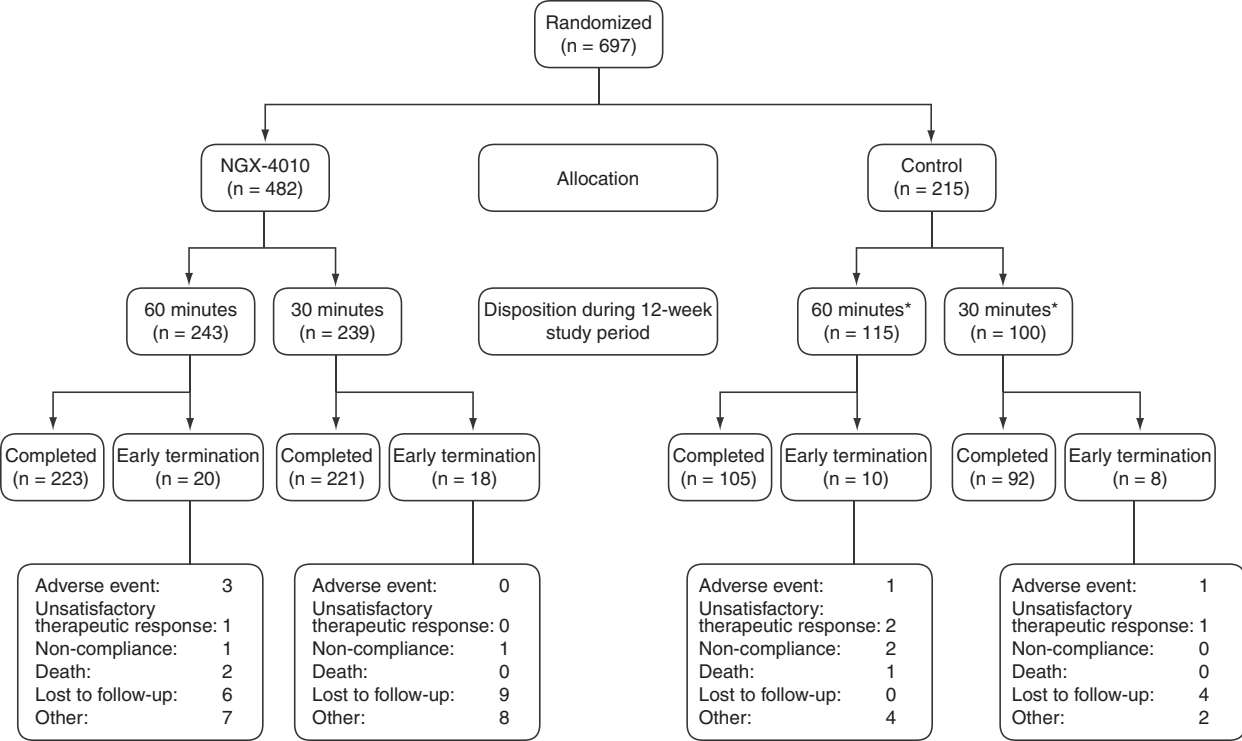 Randomized
(n = 697)
NGX-4010
(n = 482)
Allocation
Control
(n = 215)
60 minutes
(n = 243)
30 minutes
(n = 239)
Disposition during 12-week
study period
60 minutes*
(n = 115)
30 minutes*
(n = 100)
Completed
(n = 223)
Early termination
(n = 20)
Completed
(n = 221)
Early termination
(n = 18)
Completed
(n = 105)
Early termination
(n = 10)
Completed
(n = 92)
Early termination
(n = 8)
Adverse event: 3
Unsatisfactory
therapeutic response: 1
Non-compliance: 1
Death: 2
Lost to follow-up: 6
Other: 7
Adverse event: 0
Unsatisfactory
therapeutic response: 0
Non-compliance: 1
Death: 0
Lost to follow-up: 9
Other: 8
Adverse event: 1
Unsatisfactory:
therapeutic response: 2
Non-compliance: 2
Death: 1
Lost to follow-up: 0
Other: 4
Adverse event: 1
Unsatisfactory
therapeutic response: 1
Non-compliance: 0
Death: 0
Lost to follow-up: 4
Other: 2